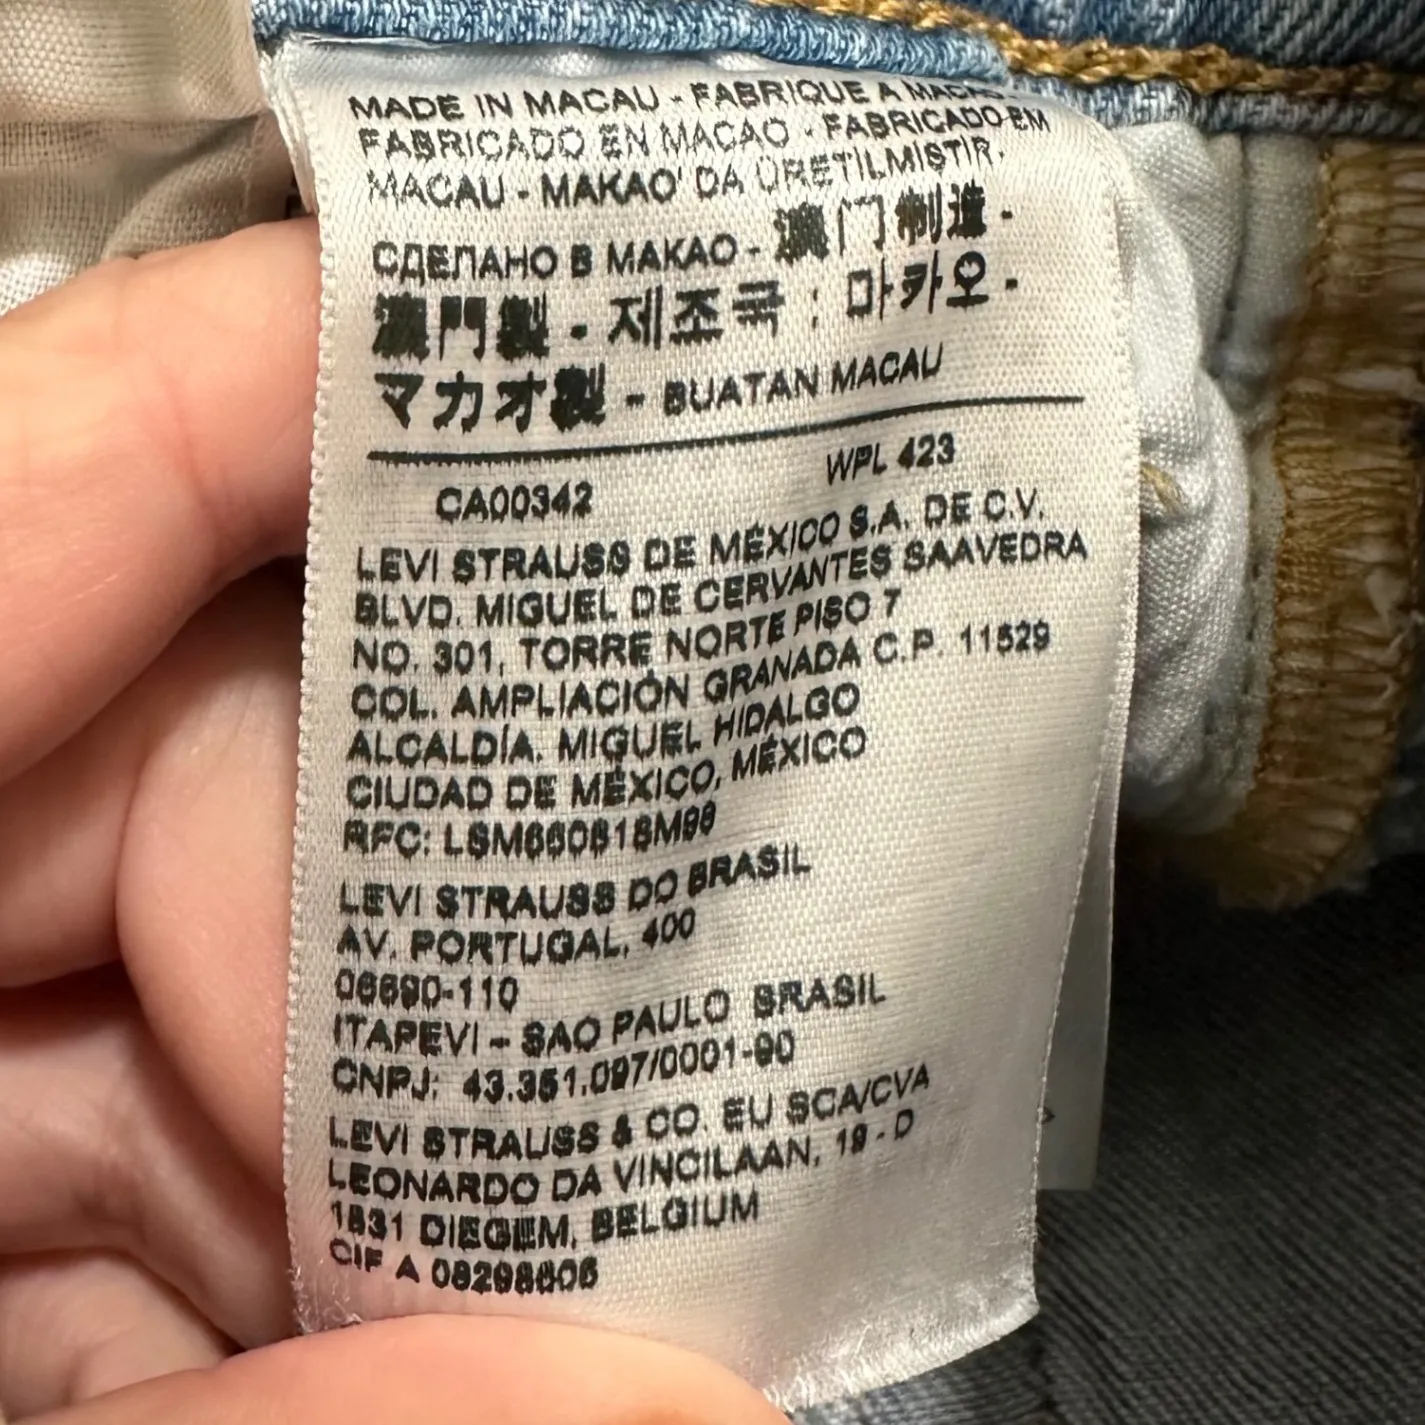 MADE IN MACAU - FABRIQUE A MACAO
FABRICADO EN MACAO - FABRICADO EM
MACAU - MAKAO' DA ÜRETİLMİŞTİR.
СДЕЛАНО В МАКАО - 澳门制造 -
澳門製 - 제조국 : 마카오 -
マカオ製 - BUATAN MACAU
WPL 423
CA00342
LEVI STRAUSS DE MÉXICO S.A. DE C.V.
BLVD. MIGUEL DE CERVANTES SAAVEDRA
NO. 301, TORRE NORTE PISO 7
COL. AMPLIACIÓN GRANADA C.P. 11529
ALCALDÍA. MIGUEL HIDALGO
CIUDAD DE MÉXICO, MÉXICO
RFC:
LEVI STRAUSS DO BRASIL
AV. PORTUGAL, 400
06690-110
ITAPEVI - SAO PAULO BRASIL
CNPJ: 43.351.097/0001-90
LEVI STRAUSS & CO. EU SCA/CVA
LEONARDO DA VINCILAAN, 19 - D
1831 DIEGEM, BELGIUM
CIF A